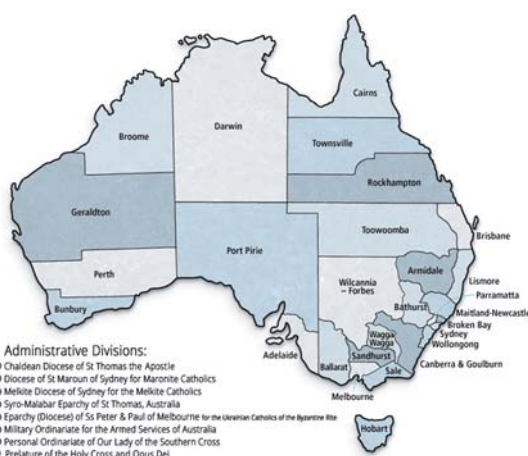 Cairns
Darwin
Broome
Townsville
Rockhampton
Geraldton
Toowoomba
Brisbane
Port Pirie
Armidale
Perth
Wilcannia
– Forbes
Lismore
Parramatta
Bunbury
Bathurst
Maitland-Newcastle
Broken Bay
Sydney
Wollongong
Adelaide
Wagga
Wagga
Sandhurst
Ballarat
Sale
Canberra & Goulburn
Melbourne
Hobart
Administrative Divisions:
Chaldean Diocese of St Thomas the Apostle
Diocese of St Maroun of Sydney for Maronite Catholics
Melkite Diocese of Sydney for the Melkite Catholics
Syro-Malabar Eparchy of St Thomas, Australia
Eparchy (Diocese) of Ss Peter & Paul of Melbourne for the Ukrainian Catholics of the Byzantine Rite
Military Ordinariate for the Armed Services of Australia
Personal Ordinariate of Our Lady of the Southern Cross
Prelature of the Holy Cross and Opus Dei